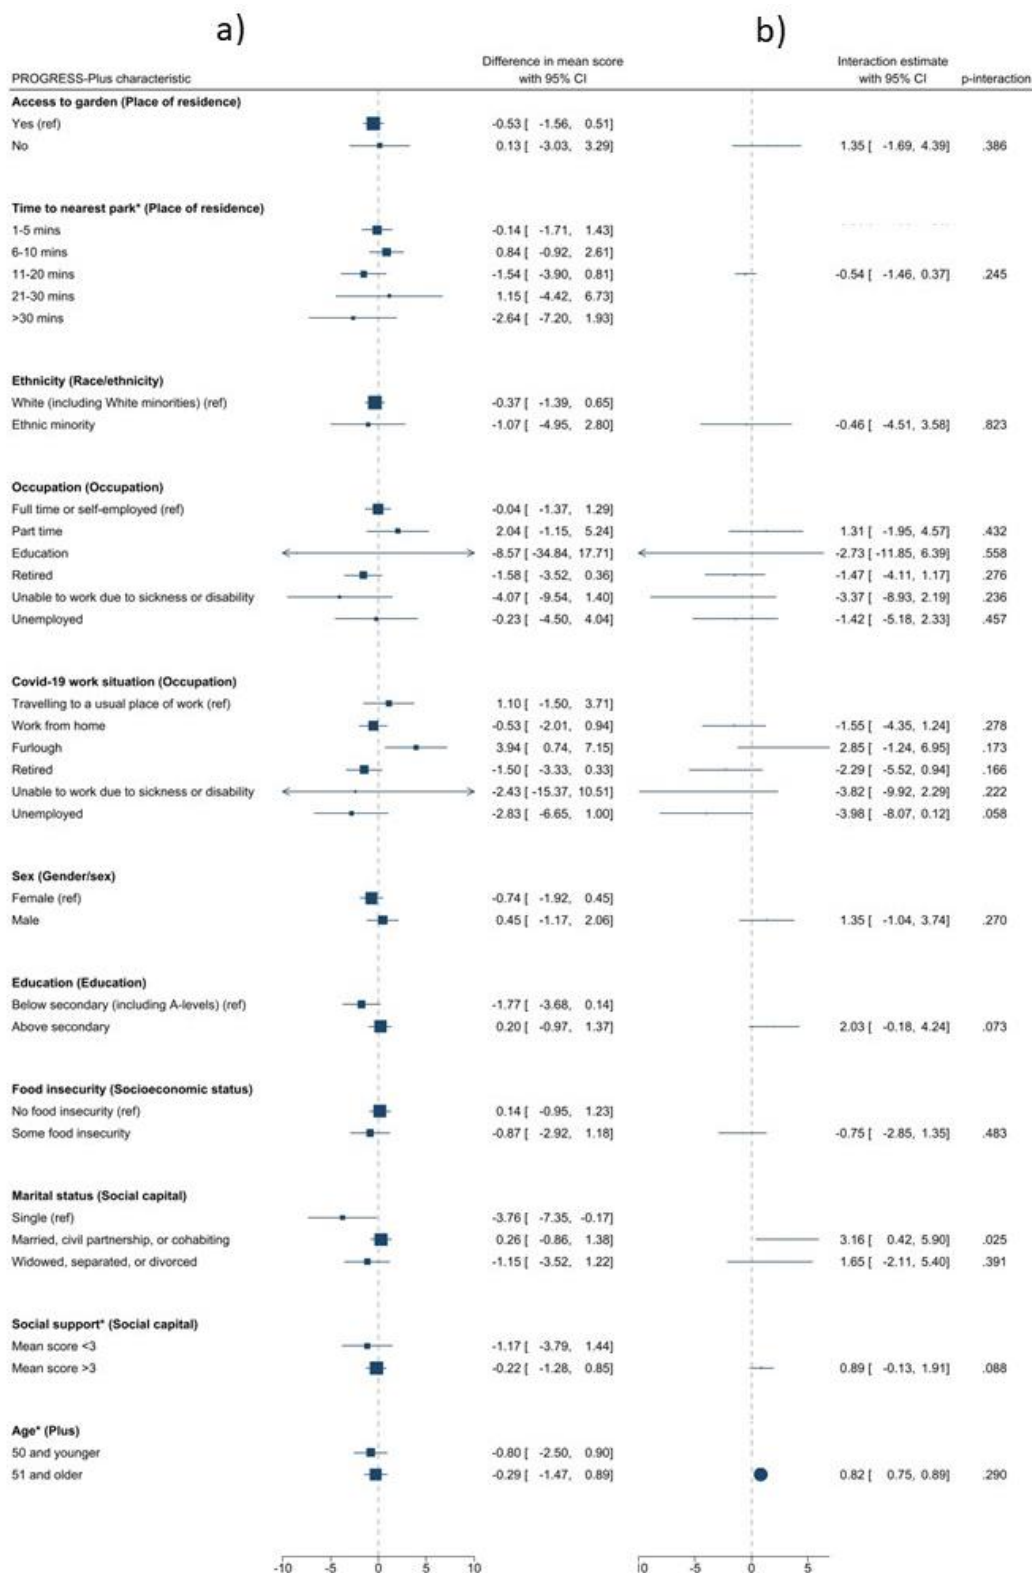 a) b)
Difference in mean score Interaction estimate
PROGRESS-Plus characteristic with 95% CI with 95% CI p-interaction
Access to garden (Place of residence)
Yes (ref) -0.53 [ -1.56, 0.51]
No 0.13 [ -3.03, 3.29] 1.35 [ -1.69, 4.39] .386
Time to nearest park* (Place of residence)
1-5 mins -0.14 [ -1.71, 1.43]
6-10 mins 0.84 [ -0.92, 2.61]
11-20 mins -1.54 [ -3.90, 0.81] -0.54 [ -1.46, 0.37] .245
21-30 mins 1.15 [ -4.42, 6.73]
>30 mins -2.64 [ -7.20, 1.93]
Ethnicity (Race/ethnicity)
White (including White minorities) (ref) -0.37 [ -1.39, 0.65]
Ethnic minority -1.07 [ -4.95, 2.80] -0.46 [ -4.51, 3.58] .823
Occupation (Occupation)
Full time or self-employed (ref) -0.04 [ -1.37, 1.29]
Part time 2.04 [ -1.15, 5.24] 1.31 [ -1.95, 4.57] .432
Education -8.57 [ -34.84, 17.71] -2.73 [ -11.85, 6.39] .558
Retired -1.58 [ -3.52, 0.36] -1.47 [ -4.11, 1.17] .276
Unable to work due to sickness or disability -4.07 [ -9.54, 1.40] -3.37 [ -8.93, 2.19] .236
Unemployed -0.23 [ -4.50, 4.04] -1.42 [ -5.18, 2.33] .457
Covid-19 work situation (Occupation)
Travelling to a usual place of work (ref) 1.10 [ -1.50, 3.71]
Work from home -0.53 [ -2.01, 0.94] -1.55 [ -4.35, 1.24] .278
Furlough 3.94 [ 0.74, 7.15] 2.85 [ -1.24, 6.95] .173
Retired -1.50 [ -3.33, 0.33] -2.29 [ -5.52, 0.94] .166
Unable to work due to sickness or disability -2.43 [ -15.37, 10.51] -3.82 [ -9.92, 2.29] .222
Unemployed -2.83 [ -6.65, 1.00] -3.98 [ -8.07, 0.12] .058
Sex (Gender/sex)
Female (ref) -0.74 [ -1.92, 0.45]
Male 0.45 [ -1.17, 2.06] 1.35 [ -1.04, 3.74] .270
Education (Education)
Below secondary (including A-levels) (ref) -1.77 [ -3.68, 0.14]
Above secondary 0.20 [ -0.97, 1.37] 2.03 [ -0.18, 4.24] .073
Food insecurity (Socioeconomic status)
No food insecurity (ref) 0.14 [ -0.95, 1.23]
Some food insecurity -0.87 [ -2.92, 1.18] -0.75 [ -2.85, 1.35] .483
Marital status (Social capital)
Single (ref) -3.76 [ -7.35, -0.17]
Married, civil partnership, or cohabiting 0.26 [ -0.86, 1.38] 3.16 [ 0.42, 5.90] .025
Widowed, separated, or divorced -1.15 [ -3.52, 1.22] 1.65 [ -2.11, 5.40] .391
Social support* (Social capital)
Mean score <3 -1.17 [ -3.79, 1.44]
Mean score >3 -0.22 [ -1.28, 0.85] 0.89 [ -0.13, 1.91] .088
Age* (Plus)
50 and younger -0.80 [ -2.50, 0.90]
51 and older -0.29 [ -1.47, 0.89] 0.82 [ 0.75, 0.89] .290
-10 -5 0 5 10 10 -5 0 5